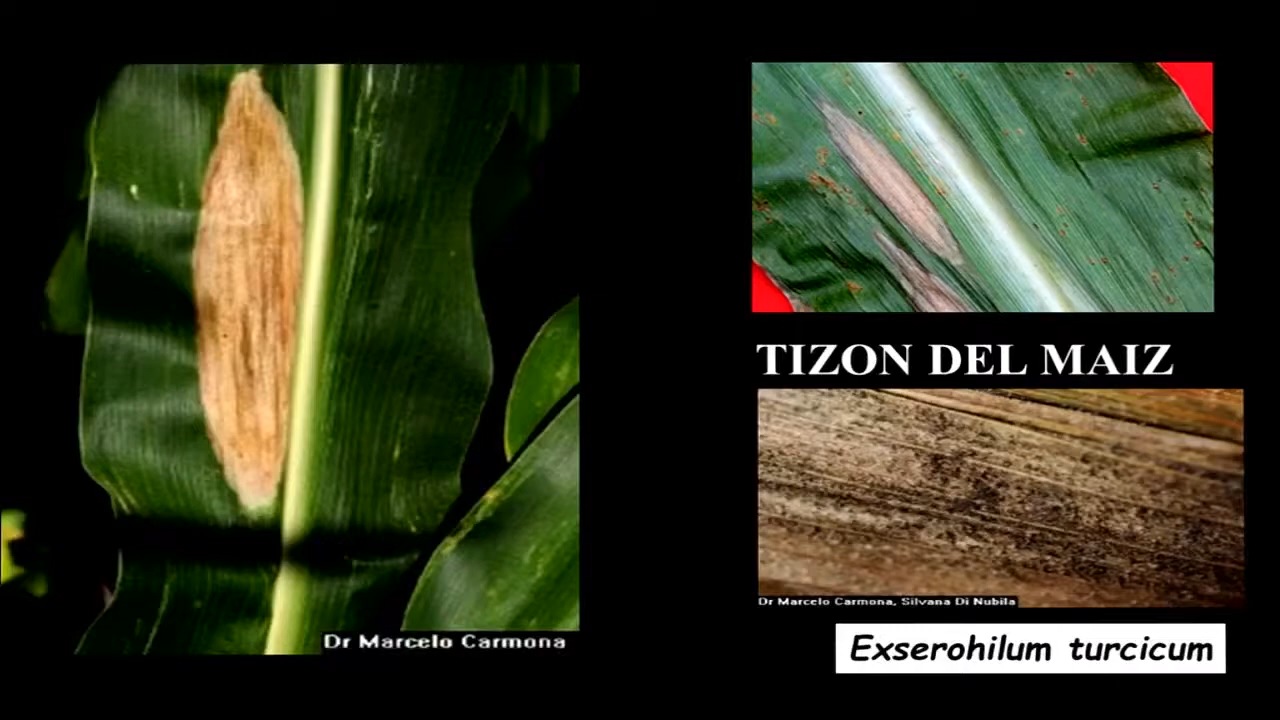 Dr Marcelo Carmona
TIZON DEL MAIZ
Dr Marcelo Carmona, Silvana Di Nubila
Exserohilum turcicum